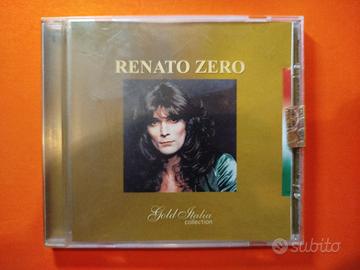 RENATO ZERO
Gold Italia
collection
subito